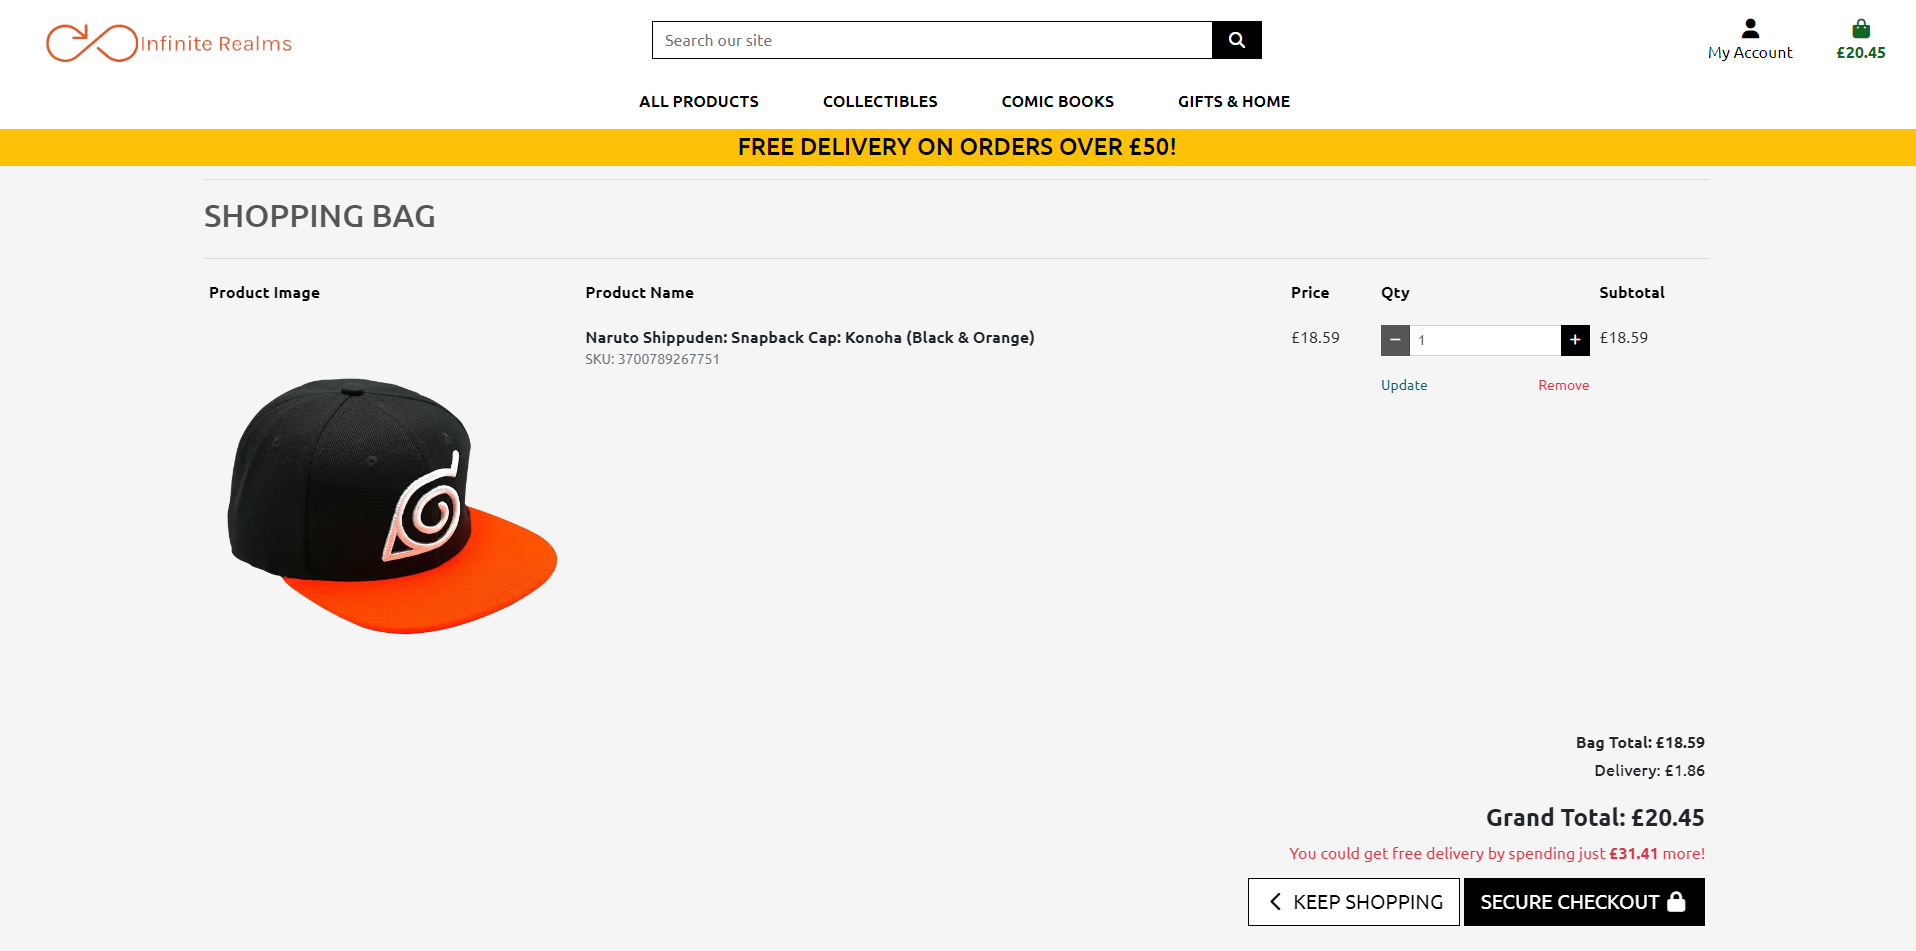 Infinite Realms
Search our site
My Account
£20.45
ALL PRODUCTS
COLLECTIBLES
COMIC BOOKS
GIFTS & HOME
FREE DELIVERY ON ORDERS OVER £50!
SHOPPING BAG
Product Image
Product Name
Price
Qty
Subtotal
Naruto Shippuden: Snapback Cap: Konoha (Black & Orange)
SKU: 3700789267751
£18.59
− 1 +
£18.59
Update
Remove
Bag Total: £18.59
Delivery: £1.86
Grand Total: £20.45
You could get free delivery by spending just £31.41 more!
KEEP SHOPPING
SECURE CHECKOUT